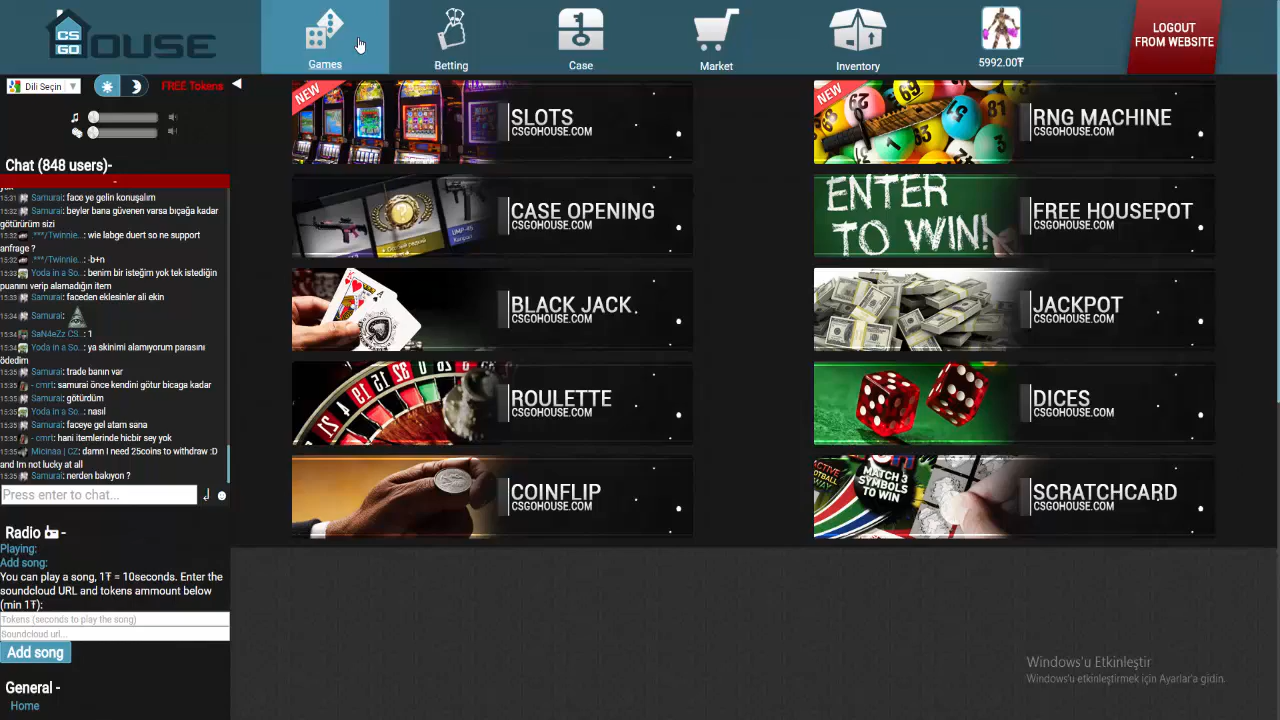 CS
GO
HOUSE
Games
Betting
Case
Market
Inventory
5992.00₸
LOGOUT
FROM WEBSITE
Dili Seçin ▼
FREE Tokens
Chat (848 users)-
-
15:31 Samurai: face ye gelin konuşalım
15:32 Samurai: beyler bana güvenen varsa bıçağa kadar
götürürüm sizi
15:32 .***/Twinnie..: wie labge duert so ne support
anfrage ?
15:32 .***/Twinnie..: -b+n
15:33 Yoda in a So..: benim bir isteğim yok tek istediğin
puanını verip alamadığın item
15:33 Samurai: faceden eklesinler ali ekin
15:34 Samurai:
15:34 SaN4eZz CS..: 1
15:34 Yoda in a So..: ya skinimi alamıyorum parasını
ödedim
15:35 Samurai: trade banın var
15:35 - cmrt: samurai önce kendini götur bicaga kadar
15:35 Samurai: götürdüm
15:35 Yoda in a So..: nasıl
15:35 Samurai: faceye gel atam sana
15:35 - cmrt: hani itemlerinde hicbir sey yok
15:35 Micinaa | CZ: damn I need 25coins to withdraw :D
and Im not lucky at all
15:35 Samurai: nerden bakıyon ?
Press enter to chat...
Radio -
Playing:
Add song:
You can play a song, 1₸ = 10seconds. Enter the
soundcloud URL and tokens ammount below
(min 1₸):
Tokens (seconds to play the song)
Soundcloud url...
Add song
General -
Home
NEW
SLOTS
CSGOHOUSE.COM
NEW
RNG MACHINE
CSGOHOUSE.COM
CASE OPENING
CSGOHOUSE.COM
ENTER
TO WIN!
FREE HOUSEPOT
CSGOHOUSE.COM
BLACK JACK
CSGOHOUSE.COM
JACKPOT
CSGOHOUSE.COM
ROULETTE
CSGOHOUSE.COM
DICES
CSGOHOUSE.COM
COINFLIP
CSGOHOUSE.COM
MATCH 3
SYMBOLS
TO WIN
SCRATCHCARD
CSGOHOUSE.COM
Windows'u Etkinleştir
Windows'u etkinleştirmek için Ayarlar'a gidin.